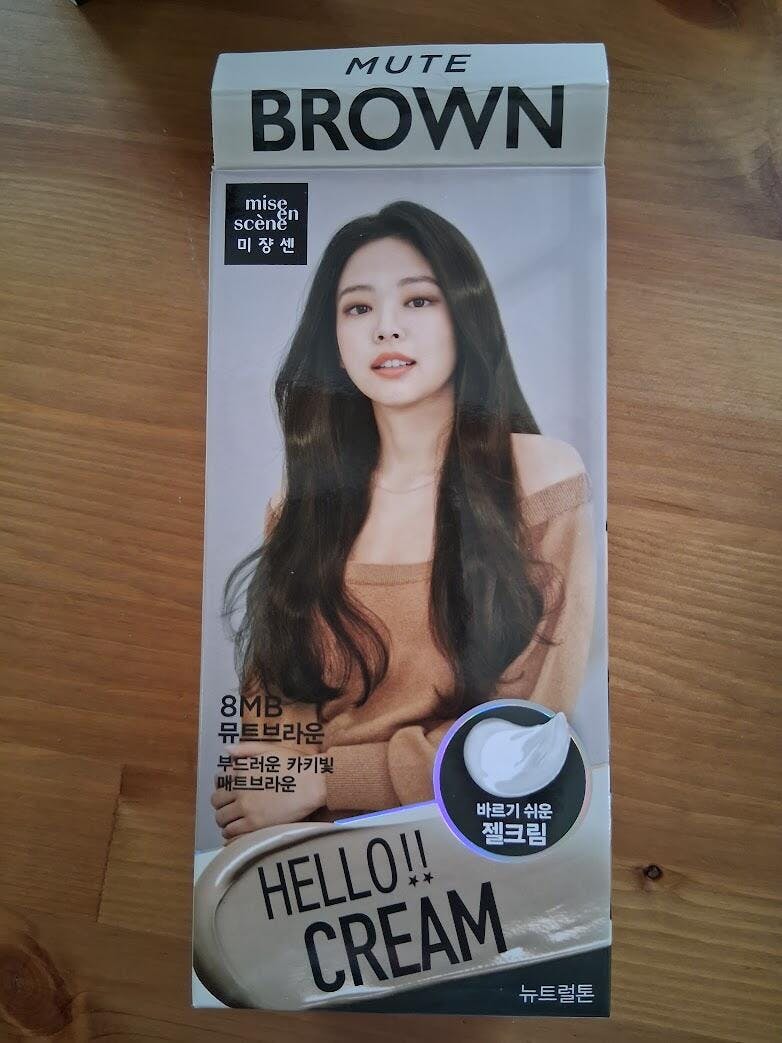 MUTE
BROWN
mise
en
scène
미쟝센
8MB
뮤트브라운
부드러운 카키빛
매트브라운
바르기 쉬운
젤크림
HELLO!!
CREAM
뉴트럴톤